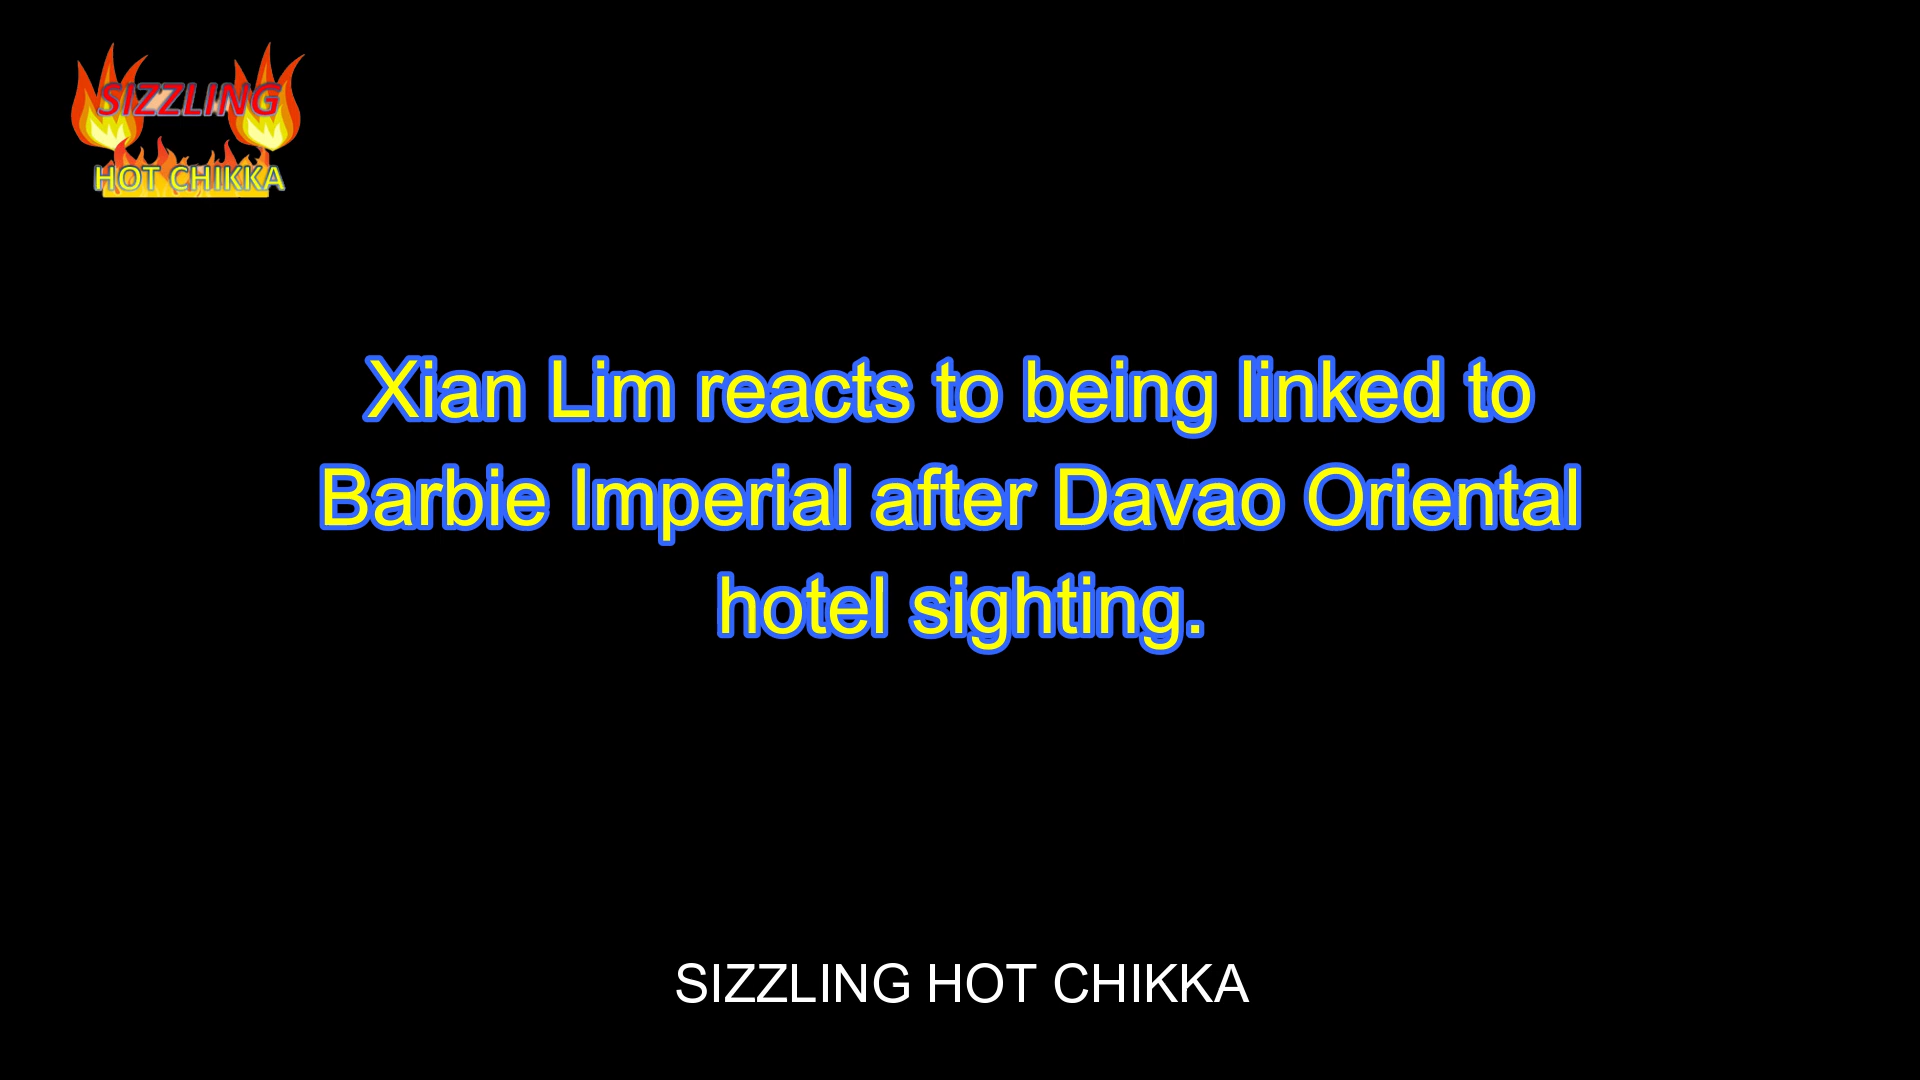 SIZZLING
HOT CHIKKA
Xian Lim reacts to being linked to
Barbie Imperial after Davao Oriental
hotel sighting.
SIZZLING HOT CHIKKA